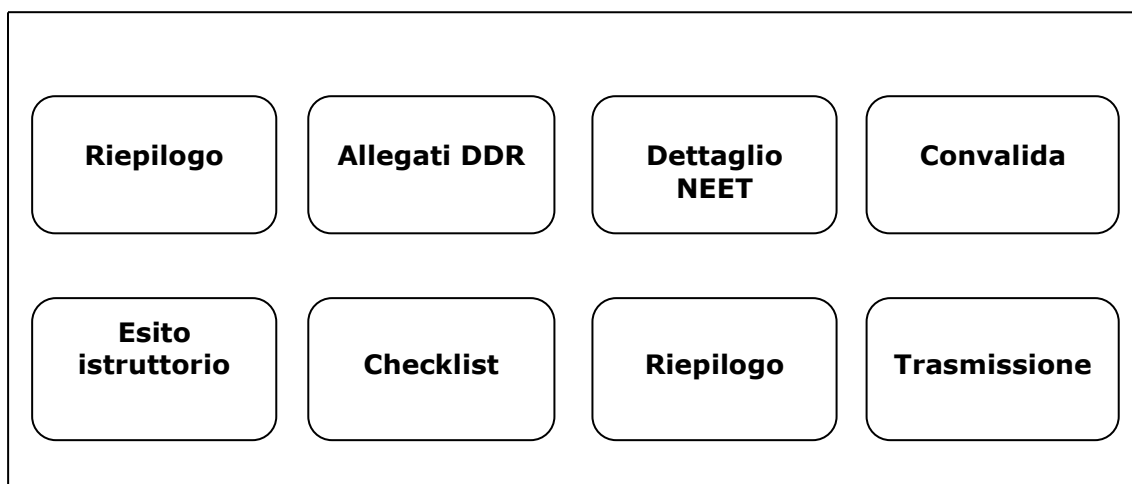 Riepilogo
Allegati DDR
Dettaglio
NEET
Convalida
Esito
istruttorio
Checklist
Riepilogo
Trasmissione